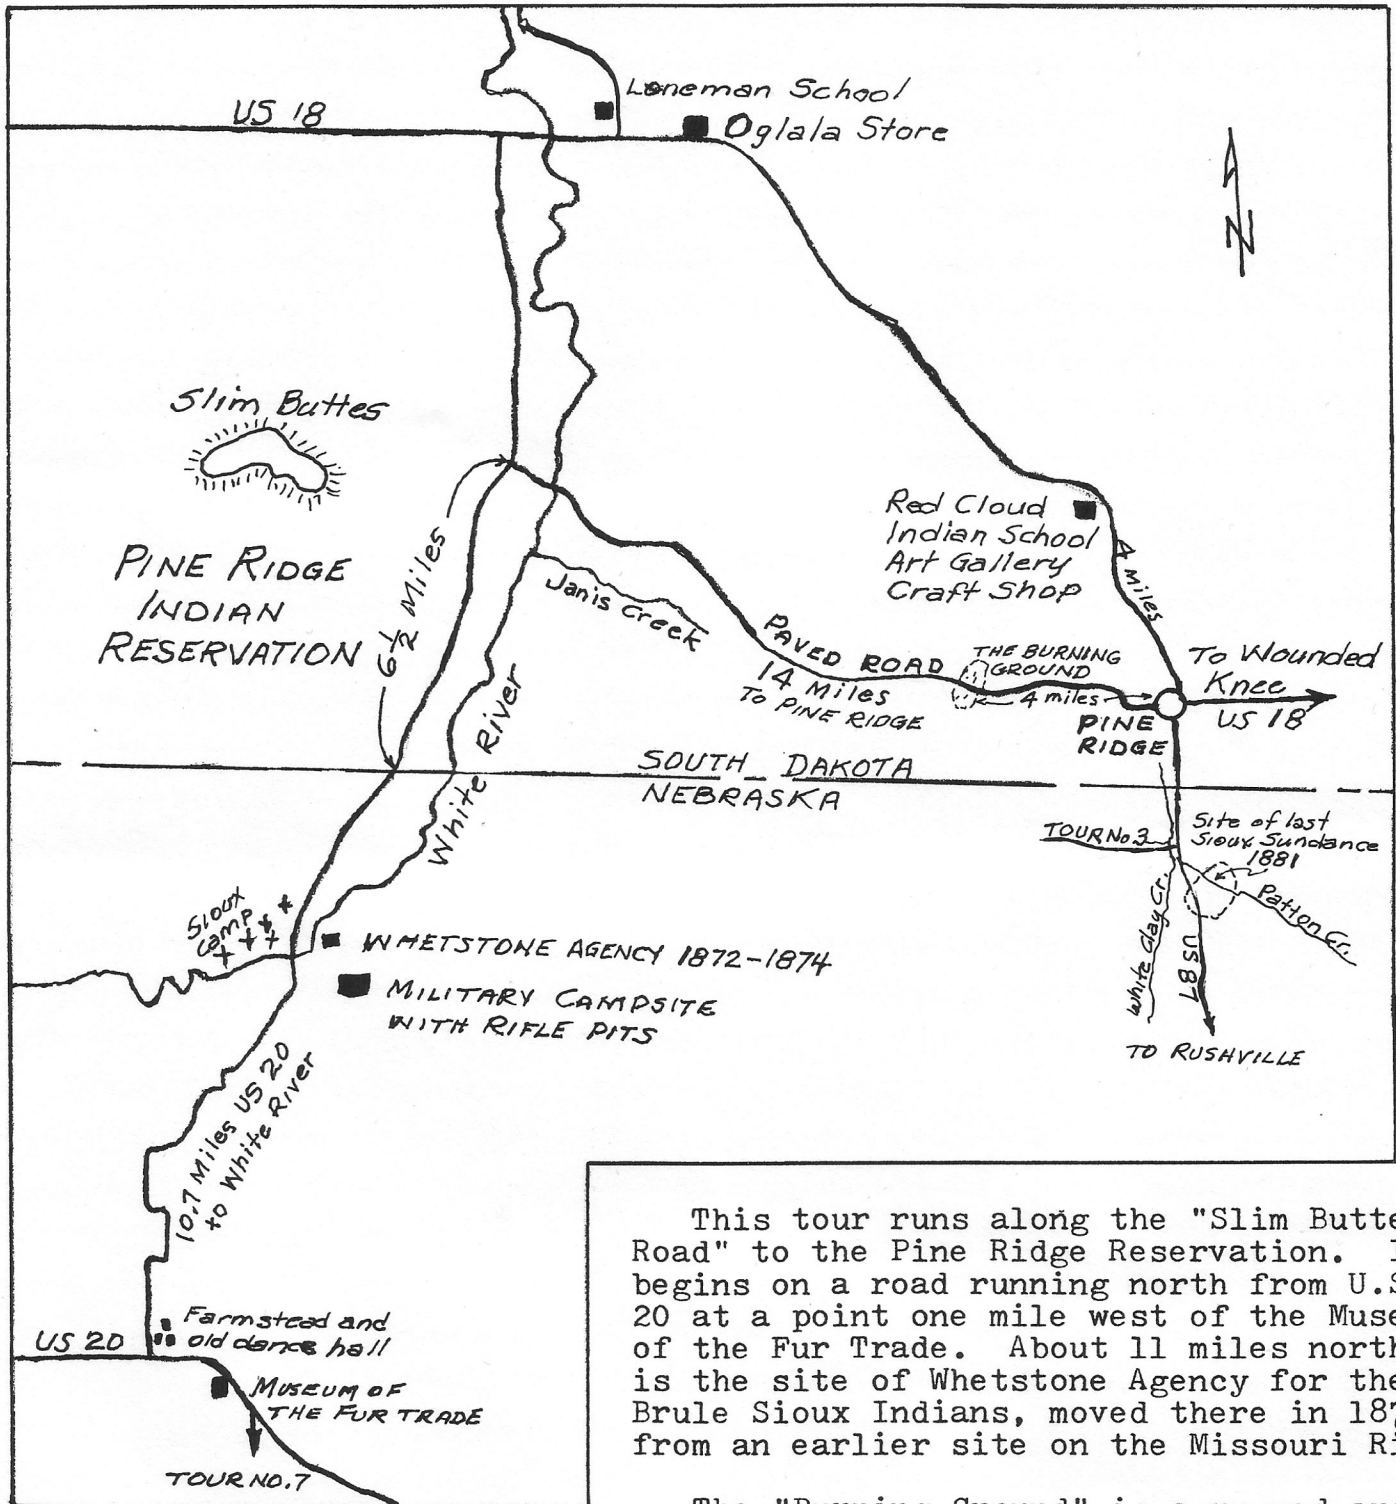 Loneman School
US 18
Oglala Store
N
Slim Buttes
Red Cloud
Indian School
Art Gallery
Craft Shop
4 Miles
PINE RIDGE
INDIAN
RESERVATION
6½ Miles
Janis Creek
PAVED ROAD
14 Miles
TO PINE RIDGE
THE BURNING
GROUND
4 miles
To Wounded
Knee
US 18
PINE
RIDGE
White River
SOUTH DAKOTA
NEBRASKA
TOUR No.3
Site of last
Sioux Sundance
1881
Patton Cr.
White Clay Cr.
US 87
TO RUSHVILLE
Sioux
Camp
WHETSTONE AGENCY 1872-1874
MILITARY CAMPSITE
WITH RIFLE PITS
10.7 Miles US 20
to White River
Farmstead and
old dance hall
US 20
MUSEUM OF
THE FUR TRADE
TOUR NO.7
This tour runs along the "Slim Butte
Road" to the Pine Ridge Reservation.
begins on a road running north from U.S
20 at a point one mile west of the Muse
of the Fur Trade. About 11 miles north
is the site of Whetstone Agency for the
Brule Sioux Indians, moved there in 187
from an earlier site on the Missouri Ri